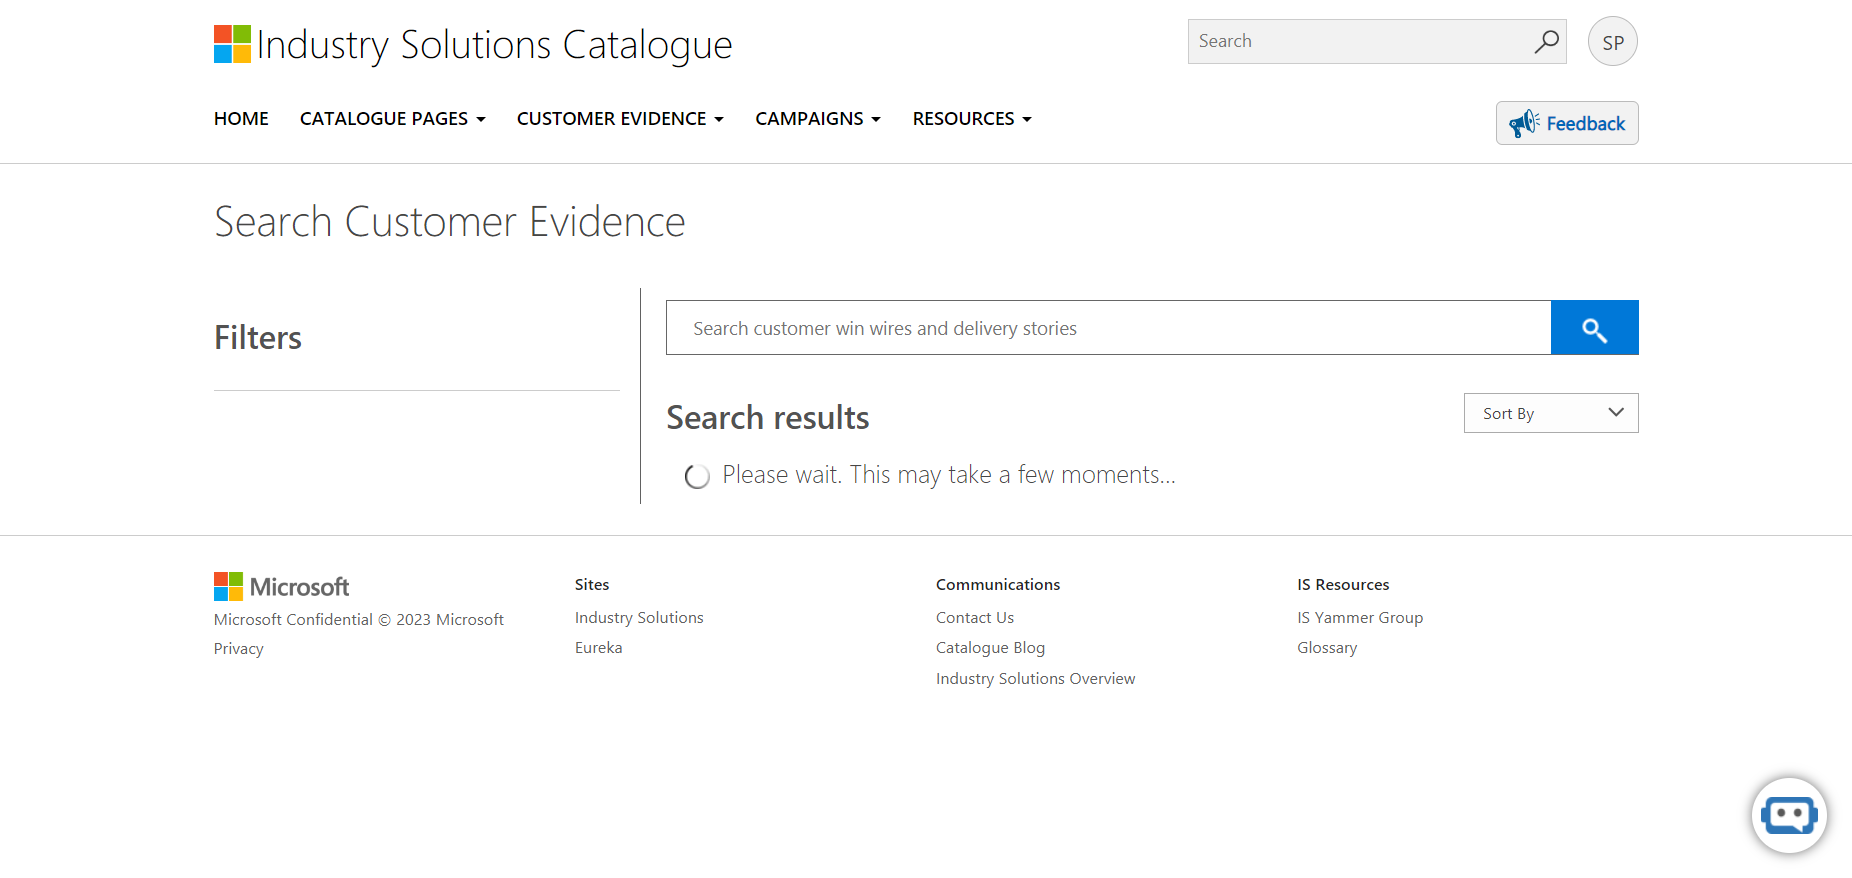 Industry Solutions Catalogue
Search
SP
HOME
CATALOGUE PAGES
CUSTOMER EVIDENCE
CAMPAIGNS
RESOURCES
Feedback
Search Customer Evidence
Filters
Search customer win wires and delivery stories
Search results
Sort By
Please wait. This may take a few moments...
Microsoft
Microsoft Confidential © 2023 Microsoft
Privacy
Sites
Industry Solutions
Eureka
Communications
Contact Us
Catalogue Blog
Industry Solutions Overview
IS Resources
IS Yammer Group
Glossary